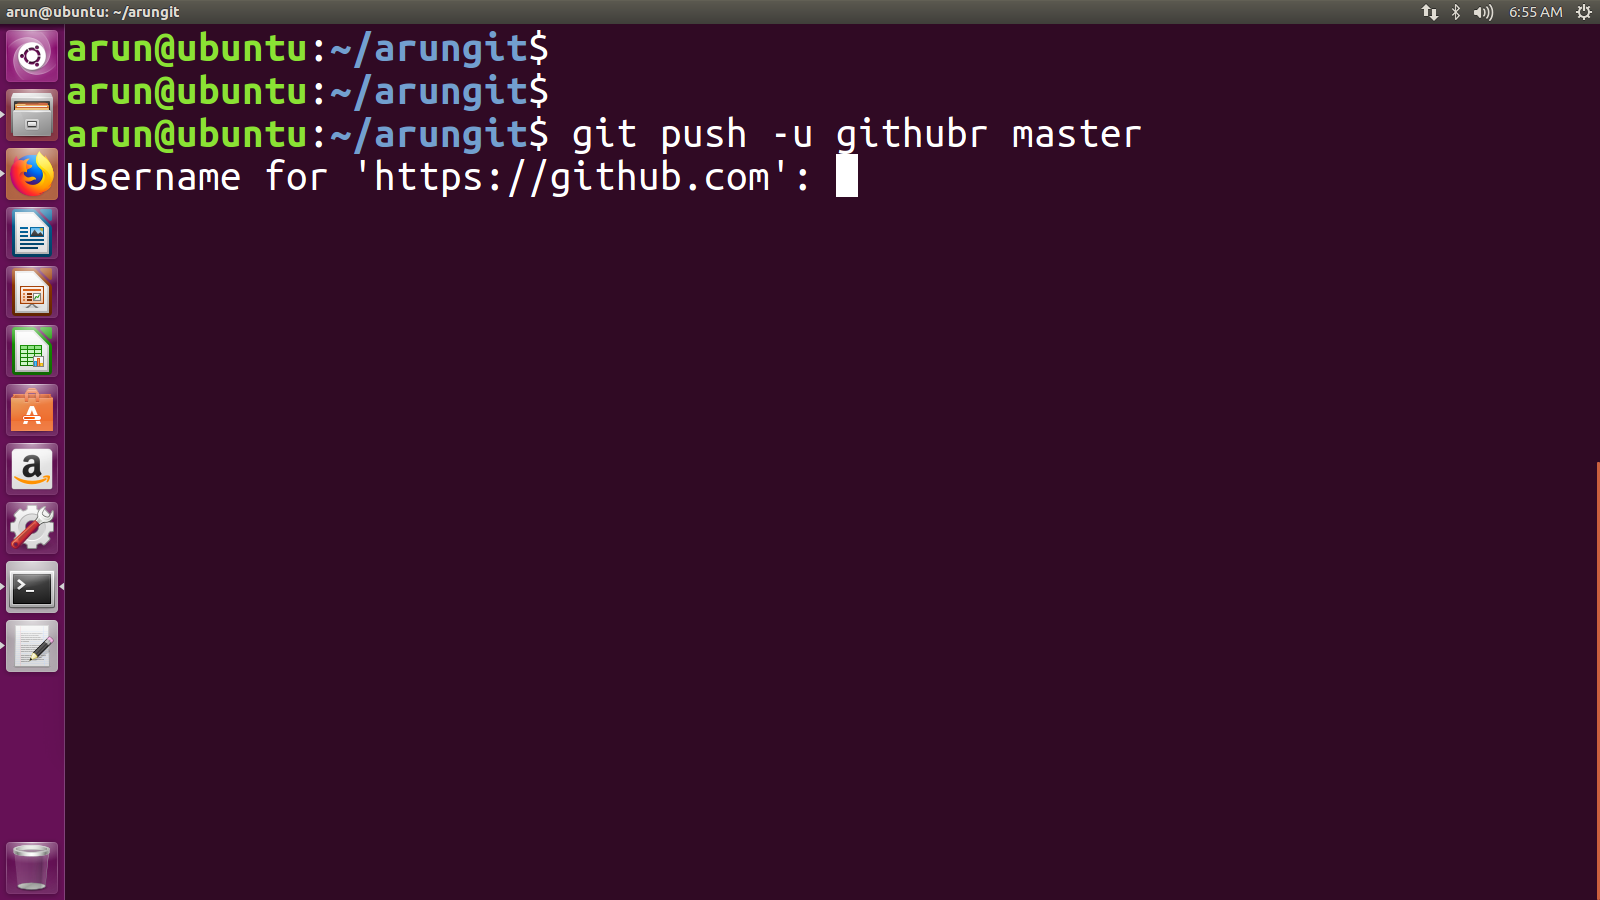 arun@ubuntu: ~/arungit
6:55 AM
arun@ubuntu:~/arungit$
arun@ubuntu:~/arungit$
arun@ubuntu:~/arungit$ git push -u githubr master
Username for 'https://github.com':